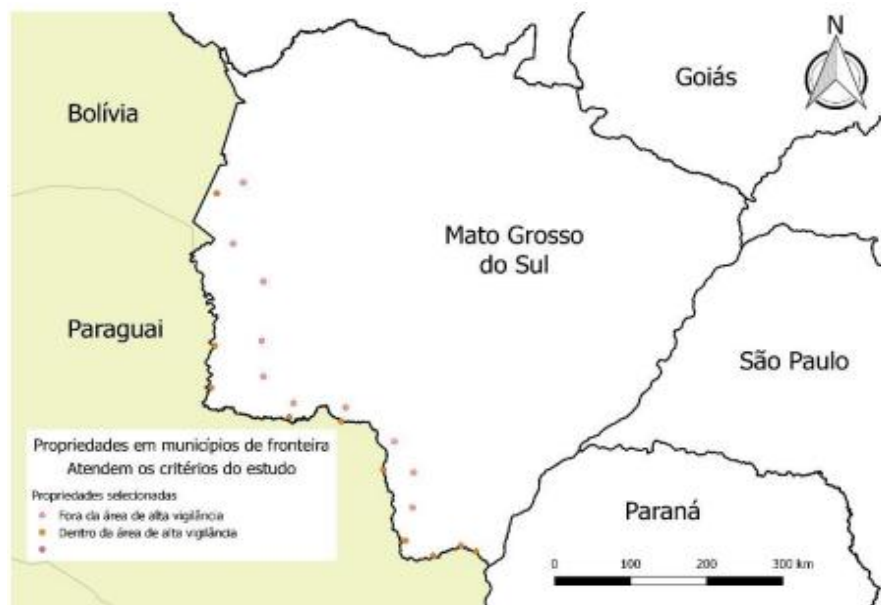 N
Goiás
Bolívia
Mato Grosso
do Sul
Paraguai
São Paulo
Propriedades em municípios de fronteira
Atendem os critérios do estudo
Propriedades selecionadas
Fora da área de alta vigilância
Dentro da área de alta vigilância
Paraná
0 100 200 300 km